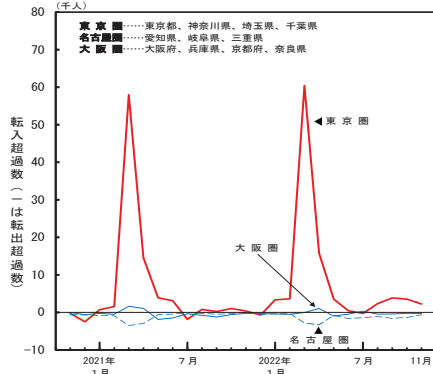 (千人)
80
東 京 圏……東京都、神奈川県、埼玉県、千葉県
名古屋圏……愛知県、岐阜県、三重県
大 阪 圏……大阪府、兵庫県、京都府、奈良県
70
60
50
40
30
20
10
0
−10
転入超過数(−は転出超過数)
東 京 圏
大 阪 圏
名 古 屋 圏
2021年
1月
7月
2022年
1月
7月
11月